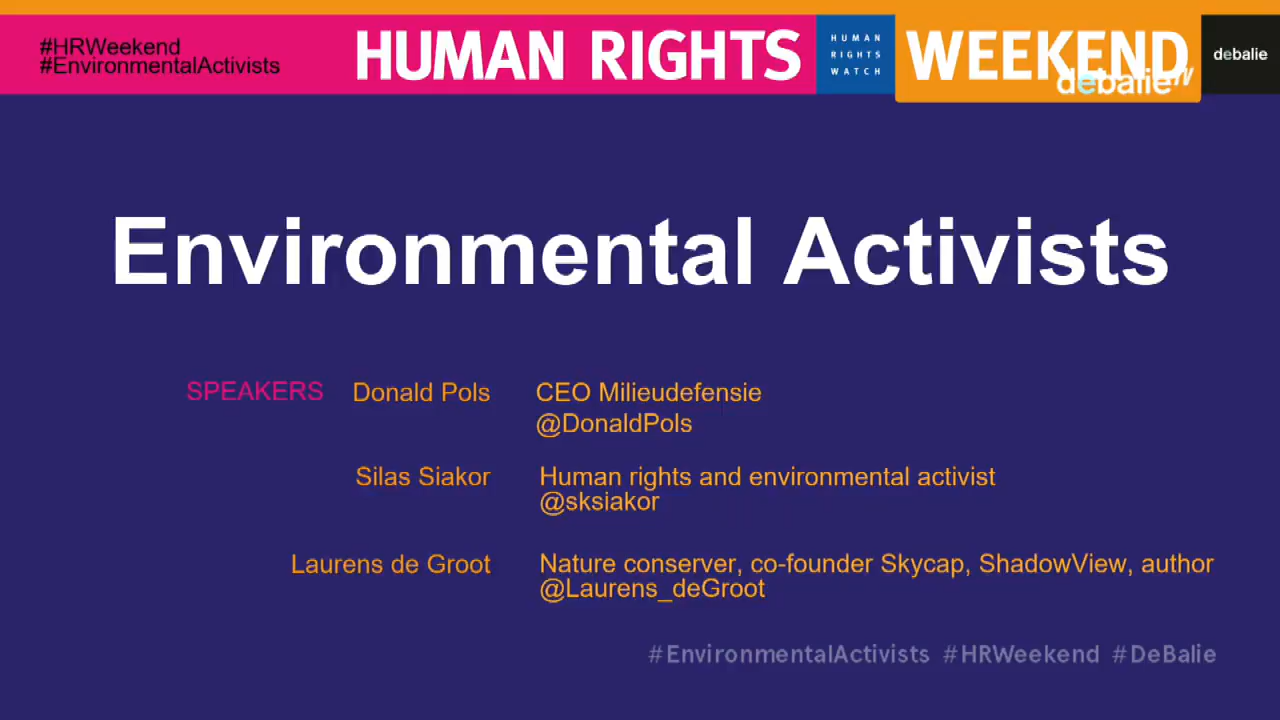 #HRWeekend
#EnvironmentalActivists
HUMAN RIGHTS
HUMAN
RIGHTS
WATCH
WEEKEND
debalie
debalieTV
Environmental Activists
SPEAKERS Donald Pols CEO Milieudefensie
@DonaldPols
Silas Siakor Human rights and environmental activist
@sksiakor
Laurens de Groot Nature conserver, co-founder Skycap, ShadowView, author
@Laurens_deGroot
#EnvironmentalActivists #HRWeekend #DeBalie